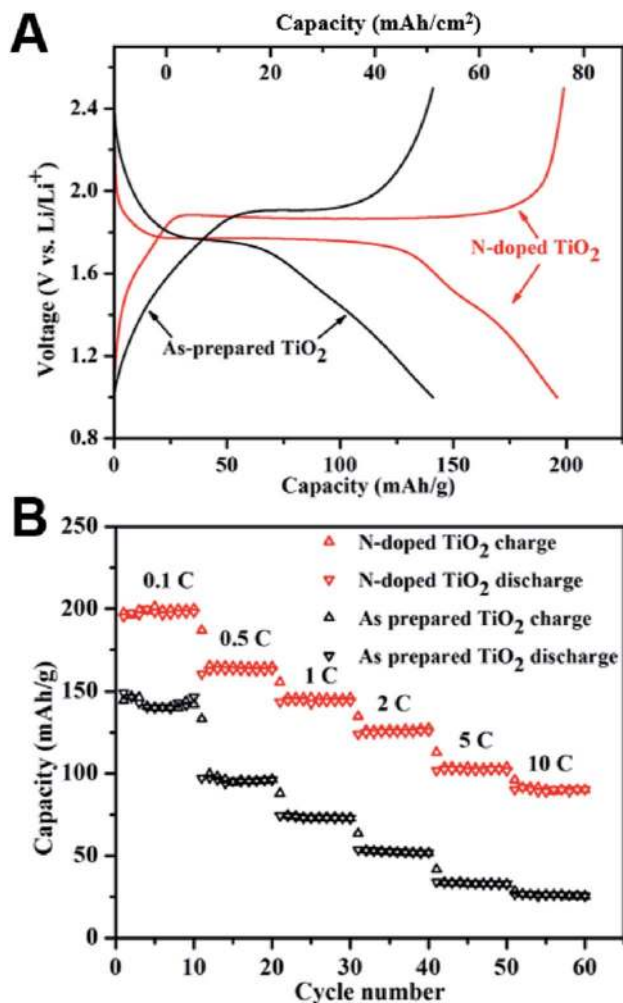 A
Capacity (mAh/cm²)
0 20 40 60 80
Voltage (V vs. Li/Li⁺)
2.4
2.0
1.6
1.2
0.8
N-doped TiO₂
As-prepared TiO₂
0 50 100 150 200
Capacity (mAh/g)
B
Capacity (mAh/g)
250
200
150
100
50
0
N-doped TiO₂ charge
N-doped TiO₂ discharge
As prepared TiO₂ charge
As prepared TiO₂ discharge
0.1 C
0.5 C
1 C
2 C
5 C
10 C
0 10 20 30 40 50 60
Cycle number